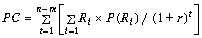 PC = Σ_{t=1}^{n-m} [ Σ_{i=1} R_i × P(R_i) / (1 + r)^t ]